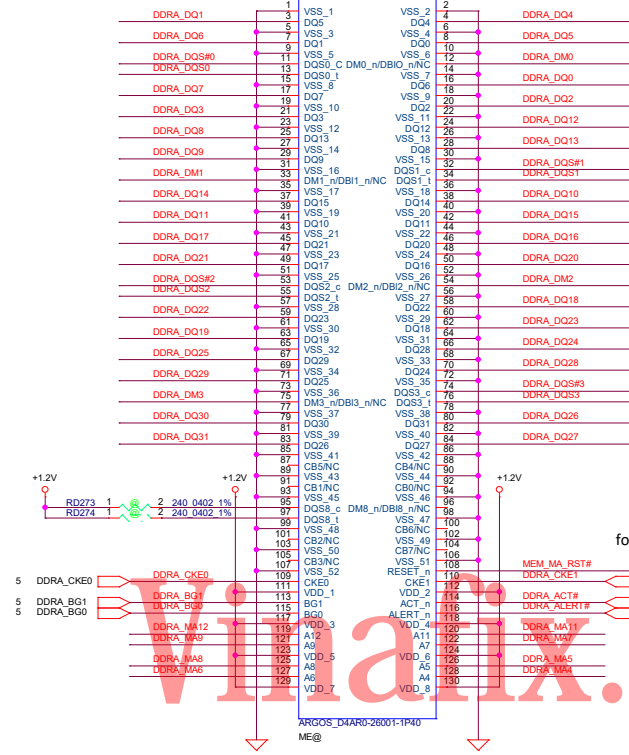 1 VSS_1 VSS_2 2
DDRA_DQ1 3 DQ5 DQ4 4 DDRA_DQ4
5 VSS_3 VSS_4 6
DDRA_DQ6 7 DQ1 DQ0 8 DDRA_DQ5
9 VSS_5 VSS_6 10
DDRA_DQS#0 11 DQS0_C DM0_n/DBIO_n/NC 12 DDRA_DM0
DDRA_DQS0 13 DQS0_t VSS_7 14
15 VSS_8 DQ6 16 DDRA_DQ0
DDRA_DQ7 17 DQ7 VSS_9 18
19 VSS_10 DQ2 20 DDRA_DQ2
DDRA_DQ3 21 DQ3 VSS_11 22
23 VSS_12 DQ12 24 DDRA_DQ12
DDRA_DQ8 25 DQ13 VSS_13 26
27 VSS_14 DQ8 28 DDRA_DQ13
DDRA_DQ9 29 DQ9 VSS_15 30
31 VSS_16 DQS1_c 32 DDRA_DQS#1
DDRA_DM1 33 DM1_n/DBI1_n/NC DQS1_t 34 DDRA_DQS1
35 VSS_17 VSS_18 36
DDRA_DQ14 37 DQ15 DQ14 38 DDRA_DQ10
39 VSS_19 VSS_20 40
DDRA_DQ11 41 DQ10 DQ11 42 DDRA_DQ15
43 VSS_21 VSS_22 44
DDRA_DQ17 45 DQ21 DQ20 46 DDRA_DQ16
47 VSS_23 VSS_24 48
DDRA_DQ21 49 DQ17 DQ16 50 DDRA_DQ20
51 VSS_25 VSS_26 52
DDRA_DQS#2 53 DQS2_c DM2_n/DBI2_n/NC 54 DDRA_DM2
DDRA_DQS2 55 DQS2_t VSS_27 56
57 VSS_28 DQ22 58 DDRA_DQ18
DDRA_DQ22 59 DQ23 VSS_29 60
61 VSS_30 DQ18 62 DDRA_DQ23
DDRA_DQ19 63 DQ19 VSS_31 64
65 VSS_32 DQ28 66 DDRA_DQ24
DDRA_DQ25 67 DQ29 VSS_33 68
69 VSS_34 DQ24 70 DDRA_DQ28
DDRA_DQ29 71 DQ25 VSS_35 72
73 VSS_36 DQS3_c 74 DDRA_DQS#3
DDRA_DM3 75 DM3_n/DBI3_n/NC DQS3_t 76 DDRA_DQS3
77 VSS_37 VSS_38 78
DDRA_DQ30 79 DQ30 DQ31 80 DDRA_DQ26
81 VSS_39 VSS_40 82
DDRA_DQ31 83 DQ26 DQ27 84 DDRA_DQ27
85 VSS_41 VSS_42 86
87 CB5/NC CB4/NC 88
+1.2V +1.2V 89 VSS_43 VSS_44 90 +1.2V
91 CB1/NC CB0/NC 92
93 VSS_45 VSS_46 94
RD273 1 @ 2 240_0402_1% 95 DQS8_c DM8_n/DBI8_n/NC 96
RD274 1 @ 2 240_0402_1% 97 DQS8_t VSS_47 98
99 VSS_48 CB6/NC 100
101 CB2/NC VSS_49 102
fo
103 VSS_50 CB7/NC 104
105 CB3/NC VSS_51 106
107 VSS_52 RESET_n 108 MEM_MA_RST#
5 DDRA_CKE0 DDRA_CKE0 109 CKE0 CKE1 110 DDRA_CKE1
111 VDD_1 VDD_2 112
5 DDRA_BG1 DDRA_BG1 113 BG1 ACT_n 114 DDRA_ACT#
5 DDRA_BG0 DDRA_BG0 115 BG0 ALERT_n 116 DDRA_ALERT#
117 VDD_3 VDD_4 118
DDRA_MA12 119 A12 A11 120 DDRA_MA11
DDRA_MA9 121 A9 A7 122 DDRA_MA7
123 VDD_5 VDD_6 124
DDRA_MA8 125 A8 A5 126 DDRA_MA5
DDRA_MA6 127 A6 A4 128 DDRA_MA4
129 VDD_7 VDD_8 130
Vinafix.
ARGOS_D4AR0-26001-1P40
ME@